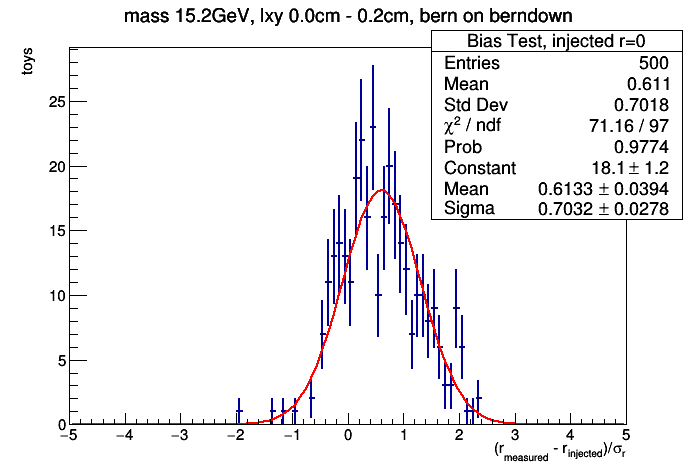 mass 15.2GeV, lxy 0.0cm - 0.2cm, bern on berndown
Bias Test, injected r=0
Entries 500
Mean 0.611
Std Dev 0.7018
χ² / ndf 71.16 / 97
Prob 0.9774
Constant 18.1 ± 1.2
Mean 0.6133 ± 0.0394
Sigma 0.7032 ± 0.0278
toys
25
20
15
10
5
0
−5 −4 −3 −2 −1 0 1 2 3 4 5
(r_measured - r_injected)/σ_r